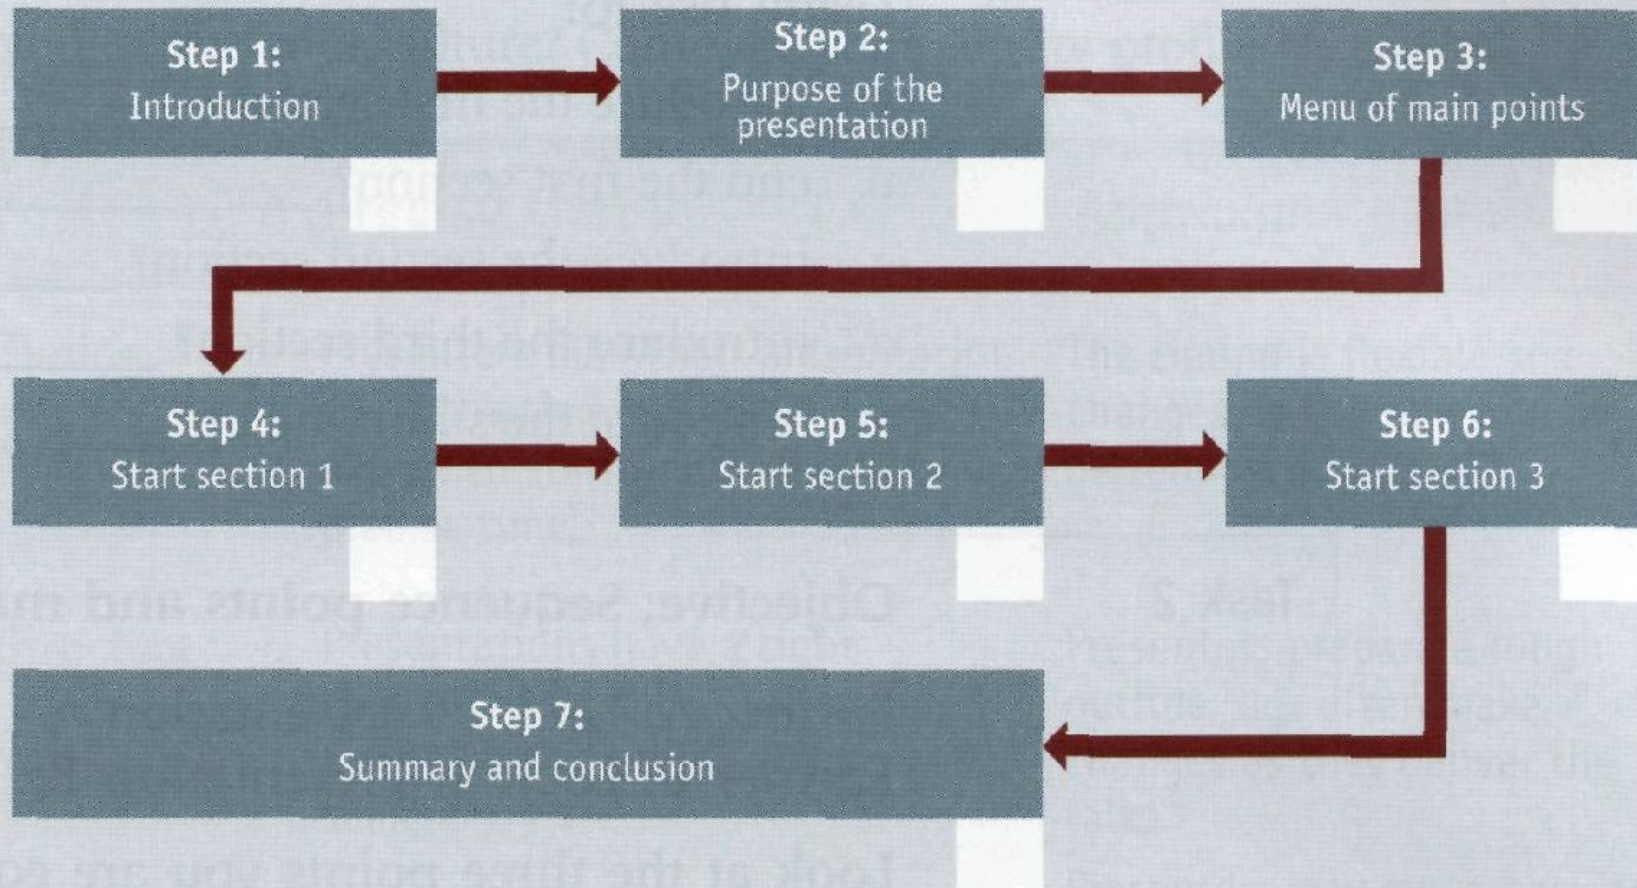 Step 1:
Introduction
Step 2:
Purpose of the
presentation
Step 3:
Menu of main points
Step 4:
Start section 1
Step 5:
Start section 2
Step 6:
Start section 3
Step 7:
Summary and conclusion